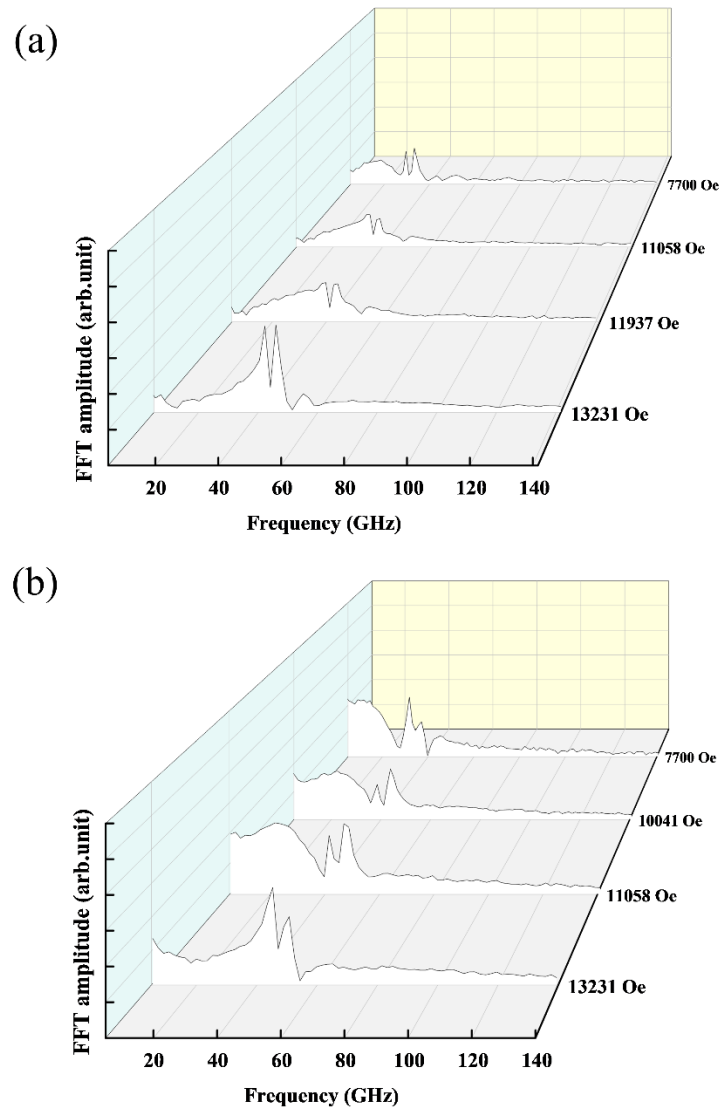 (a)
7700 Oe
11058 Oe
11937 Oe
13231 Oe
FFT amplitude (arb.unit)
20 40 60 80 100 120 140
Frequency (GHz)
(b)
7700 Oe
10041 Oe
11058 Oe
13231 Oe
FFT amplitude (arb.unit)
20 40 60 80 100 120 140
Frequency (GHz)